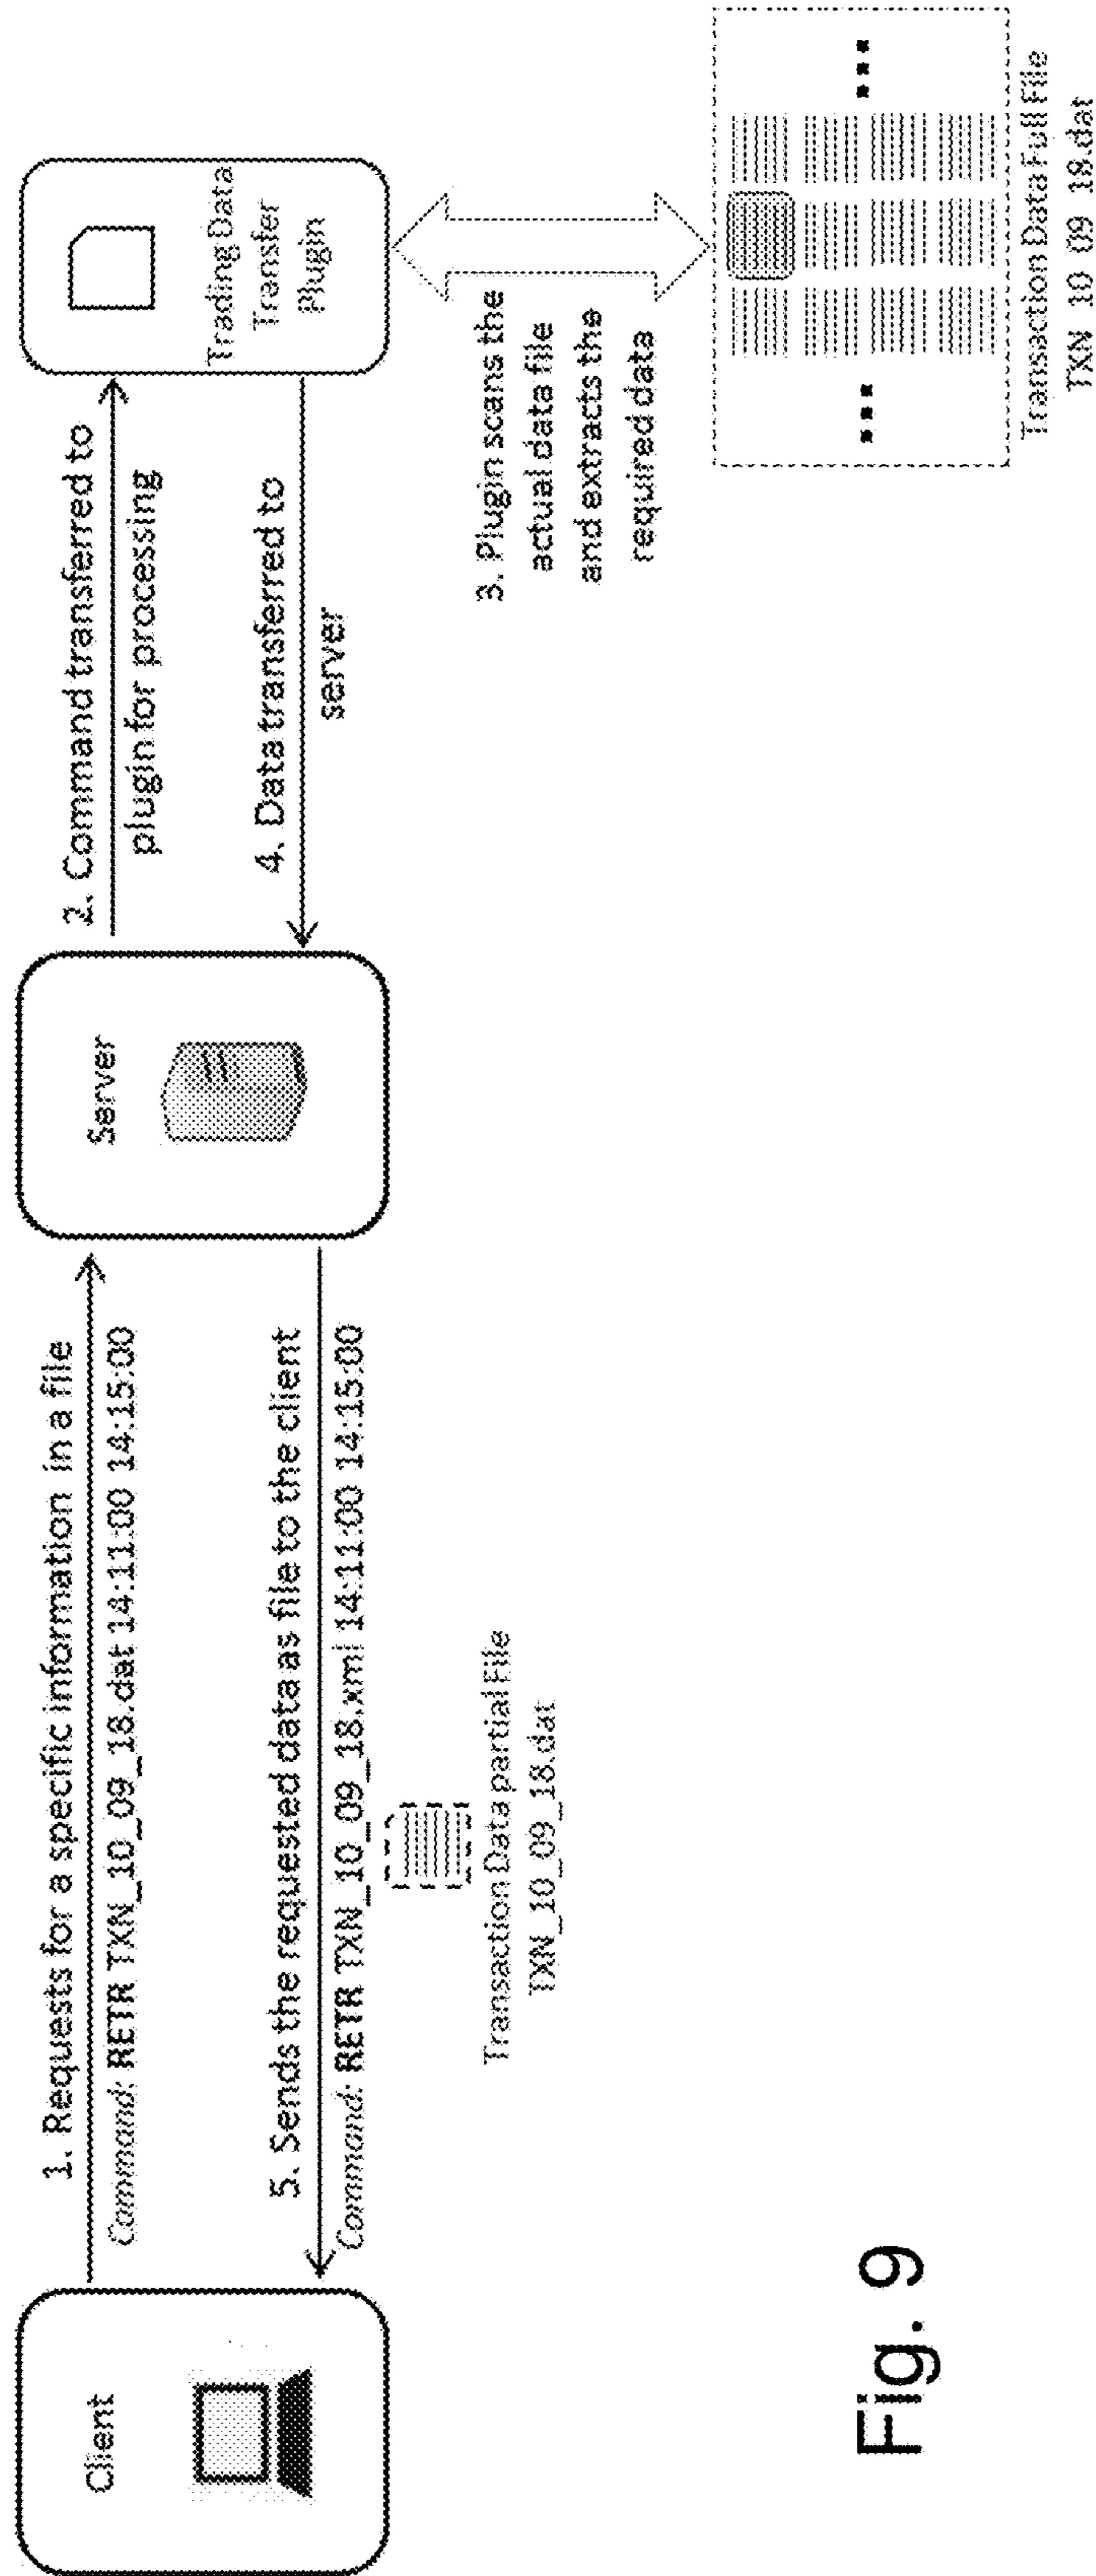 Client
1. Requests for a specific information in a file
Command: RETR TXN_10_09_18.dat 14:11:00 14:15:00
5. Sends the requested data as file to the client
Command: RETR TXN_10_09_18.xml 14:11:00 14:15:00
Transaction Data partial File
TXN_10_09_18.dat
Server
2. Command transferred to
plugin for processing
4. Data transferred to
server
Trading Data
Transfer
Plugin
3. Plugin scans the
actual data file
and extracts the
required data
Transaction Data Full File
TXN 10 09 18.dat
Fig. 9